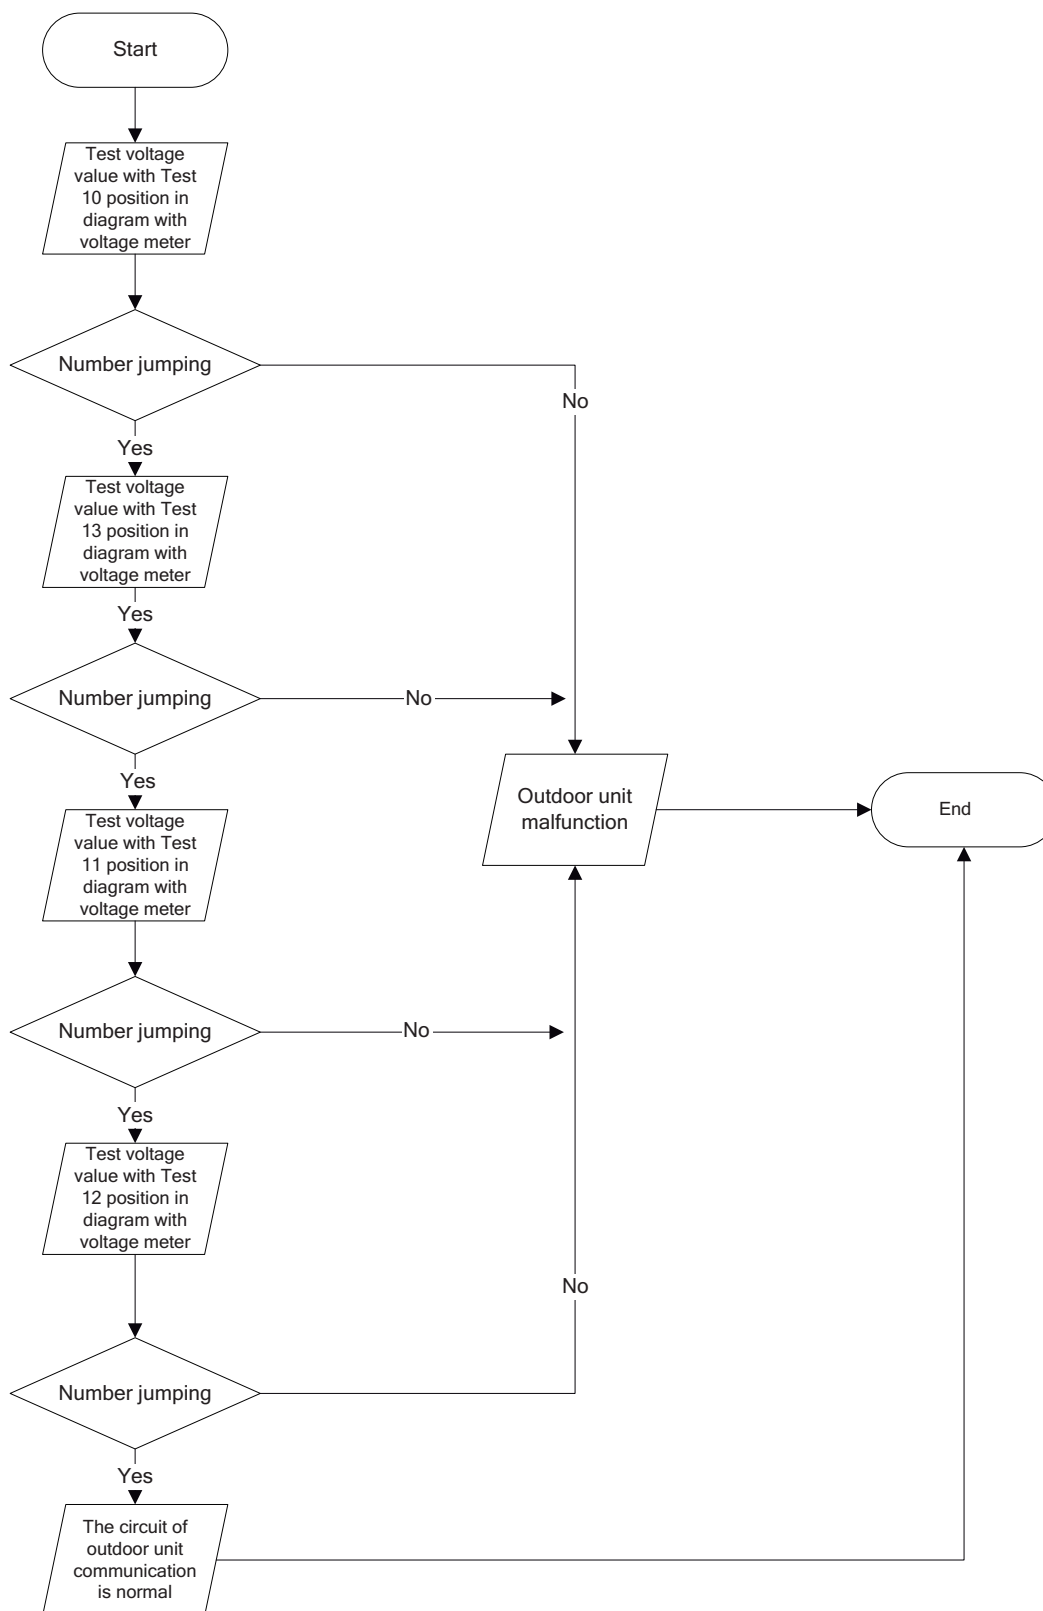 Start
Test voltage
value with Test
10 position in
diagram with
voltage meter
Number jumping
No
Yes
Test voltage
value with Test
13 position in
diagram with
voltage meter
Yes
Number jumping
No
Yes
Test voltage
value with Test
11 position in
diagram with
voltage meter
Outdoor unit
malfunction
End
Number jumping
No
Yes
Test voltage
value with Test
12 position in
diagram with
voltage meter
No
Number jumping
Yes
The circuit of
outdoor unit
communication
is normal